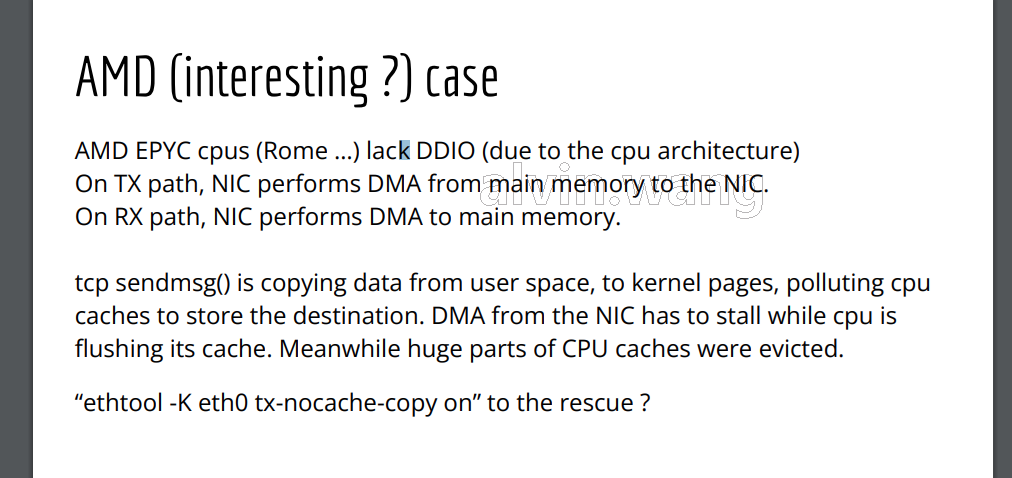 AMD (interesting ?) case
AMD EPYC cpus (Rome ...) lack DDIO (due to the cpu architecture)
On TX path, NIC performs DMA from main memory to the NIC.
alvin.wang
On RX path, NIC performs DMA to main memory.
tcp sendmsg() is copying data from user space, to kernel pages, polluting cpu
caches to store the destination. DMA from the NIC has to stall while cpu is
flushing its cache. Meanwhile huge parts of CPU caches were evicted.
“ethtool -K eth0 tx-nocache-copy on” to the rescue ?